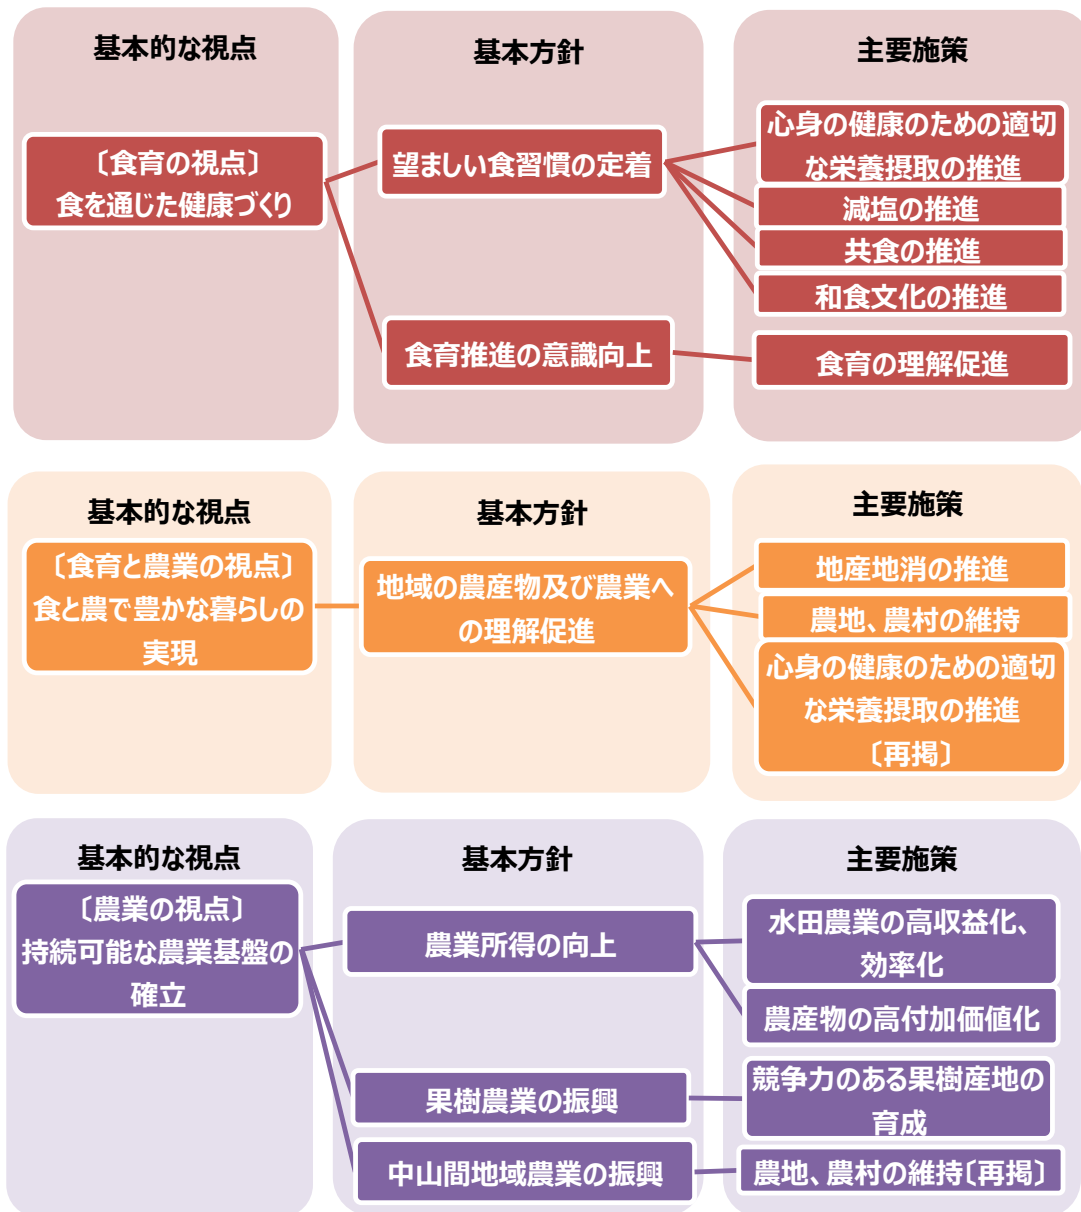 基本的な視点
基本方針
主要施策
〔食育の視点〕
食を通じた健康づくり
望ましい食習慣の定着
心身の健康のための適切
な栄養摂取の推進
減塩の推進
共食の推進
和食文化の推進
食育推進の意識向上
食育の理解促進
基本的な視点
基本方針
主要施策
〔食育と農業の視点〕
食と農で豊かな暮らしの
実現
地域の農産物及び農業へ
の理解促進
地産地消の推進
農地、農村の維持
心身の健康のための適切
な栄養摂取の推進
〔再掲〕
基本的な視点
基本方針
主要施策
〔農業の視点〕
持続可能な農業基盤の
確立
農業所得の向上
水田農業の高収益化、
効率化
農産物の高付加価値化
果樹農業の振興
競争力のある果樹産地の
育成
中山間地域農業の振興
農地、農村の維持〔再掲〕